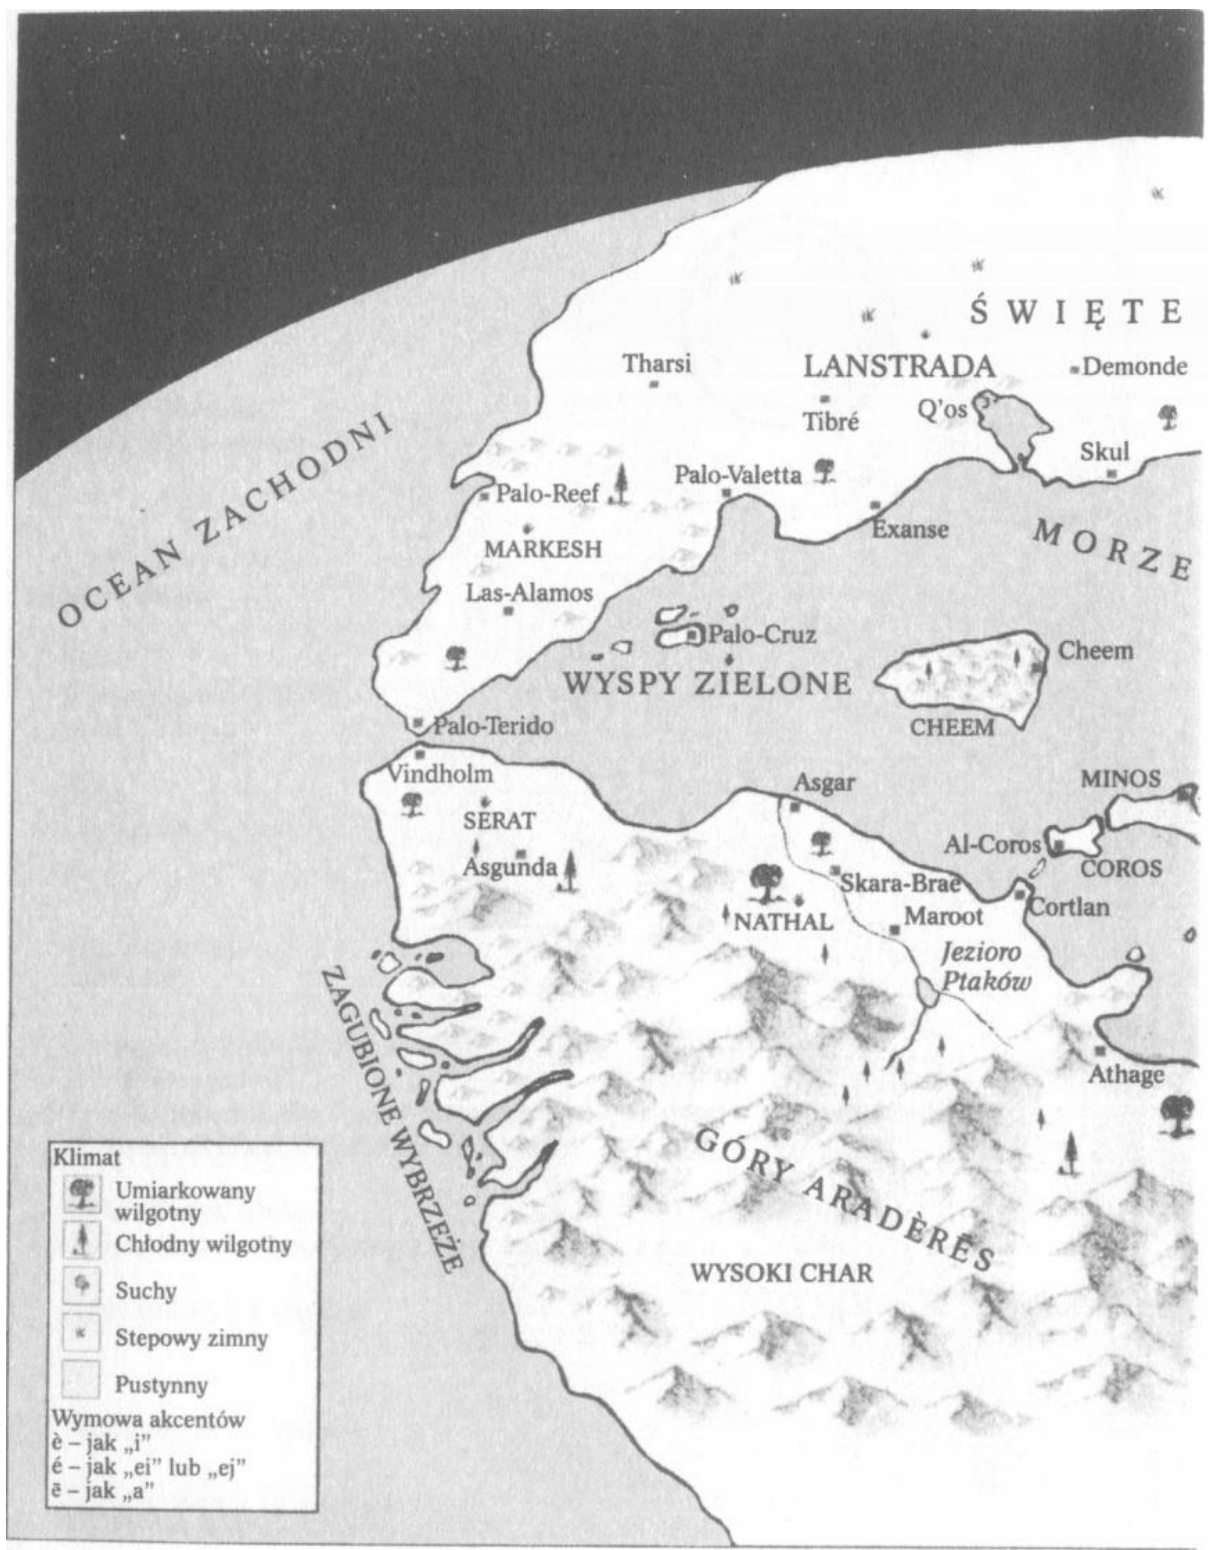 ŚWIĘTE
Tharsi
LANSTRADA
Demonde
Tibré
Q'os
OCEAN ZACHODNI
Skul
Palo-Valetta
Palo-Reef
Exanse
MORZE
MARKESH
Las-Alamos
Palo-Cruz
Cheem
WYSPY ZIELONE
CHEEM
Palo-Terido
Vindholm
Asgar
MINOS
SERAT
Al-Coros
Asgunda
COROS
Skara-Brae
NATHAL
Maroot
Cortlan
Jezioro
Ptaków
ZAGUBIONE WYBRZEŻE
Athage
GÓRY ARADÈRĒS
WYSOKI CHAR
Klimat
Umiarkowany
wilgotny
Chłodny wilgotny
Suchy
Stepowy zimny
Pustynny
Wymowa akcentów
è – jak „i”
é – jak „ei” lub „ej”
ē – jak „a”